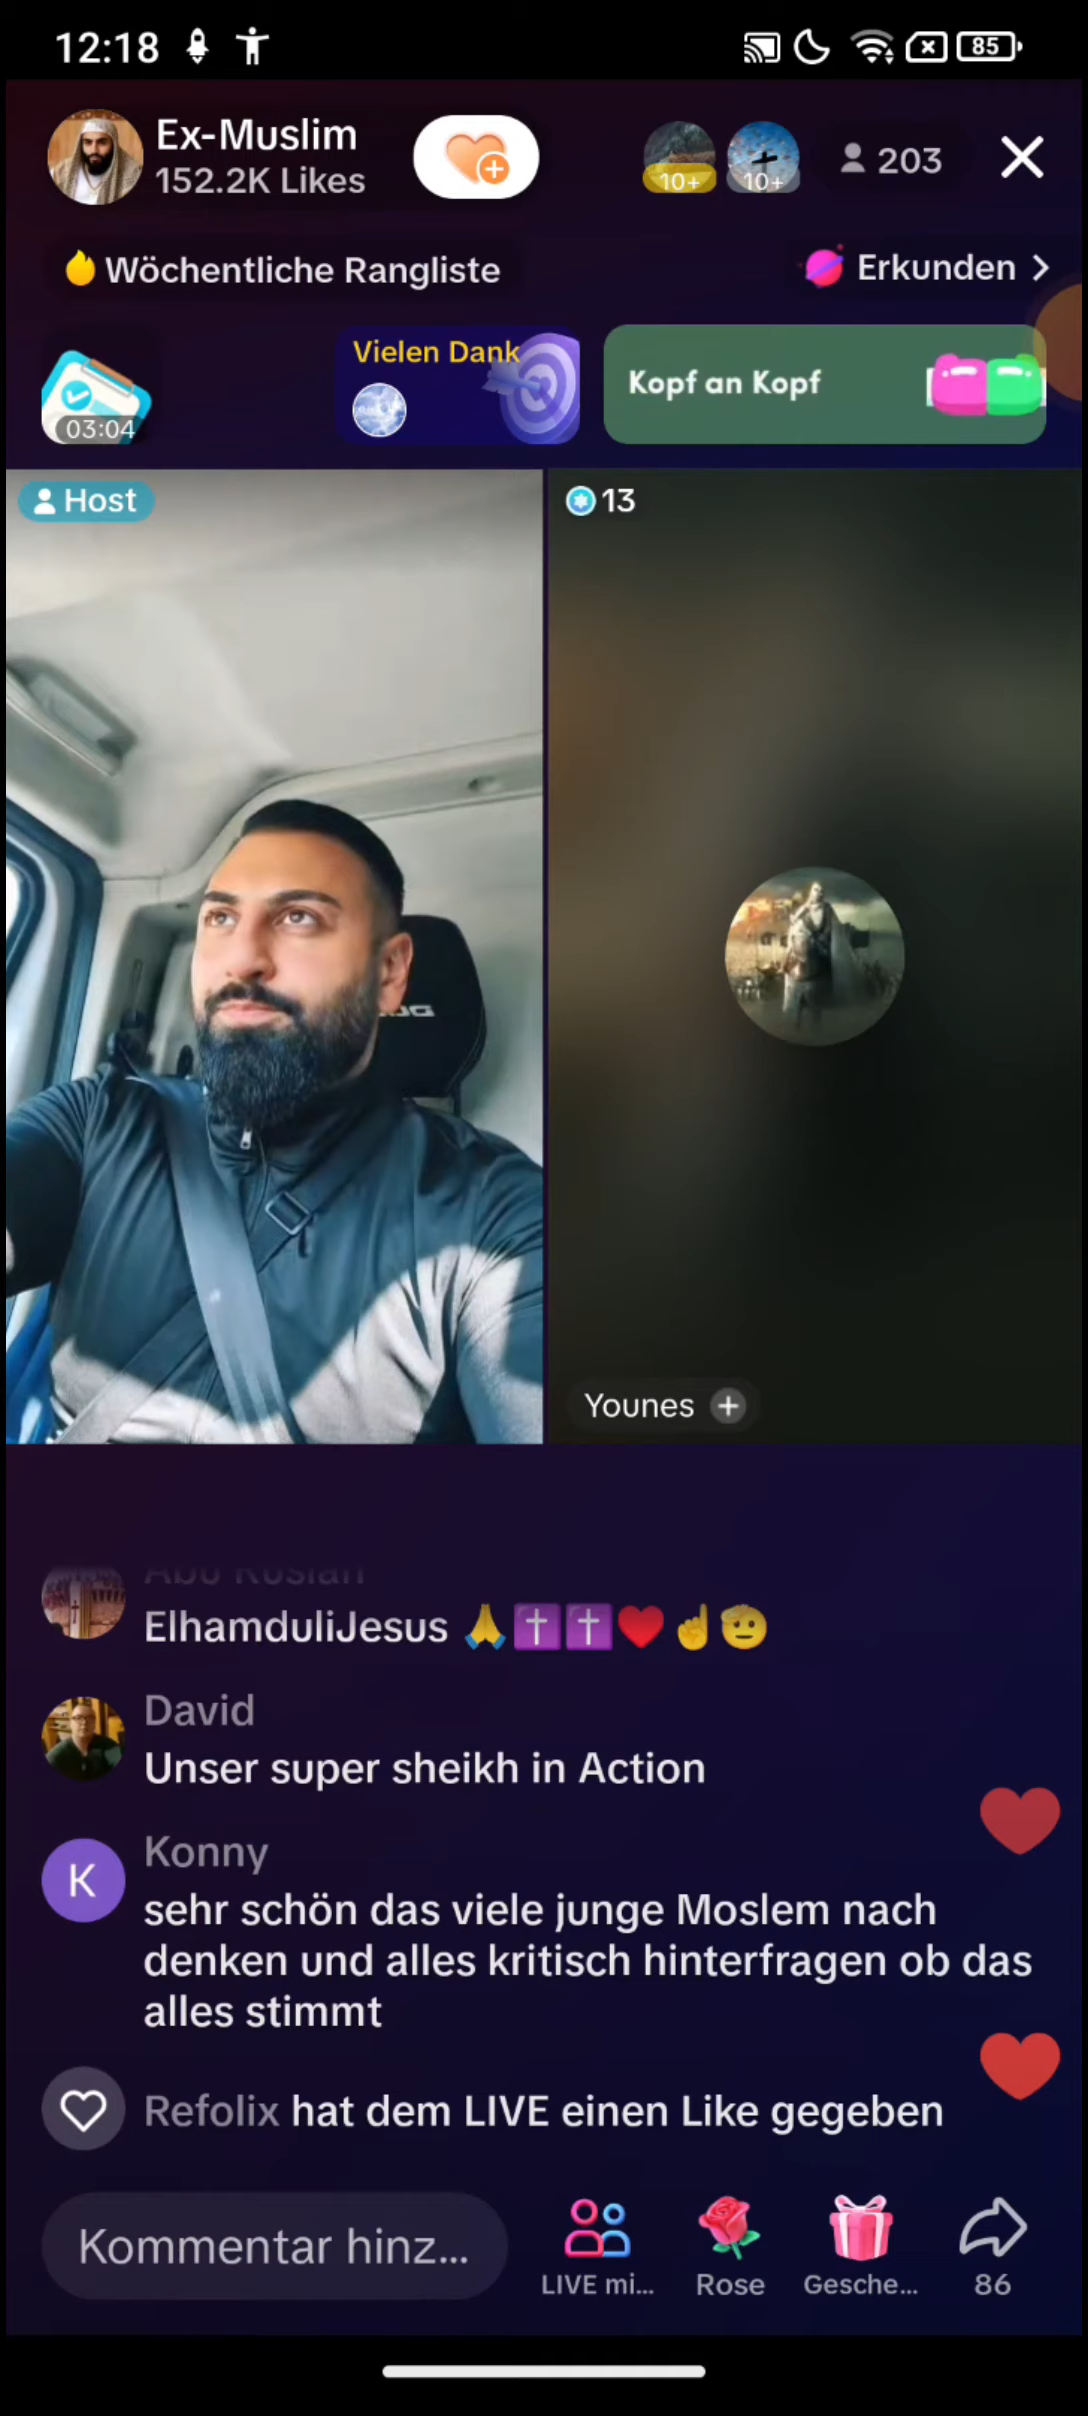 12:18
85
Ex-Muslim
152.2K Likes
10+
10+
203
Wöchentliche Rangliste
Erkunden
03:04
Vielen Dank
Kopf an Kopf
Host
13
Younes
ElhamduliJesus 🙏✝️✝️❤️☝️🫡
David
Unser super sheikh in Action
Konny
K
sehr schön das viele junge Moslem nach
denken und alles kritisch hinterfragen ob das
alles stimmt
Refolix hat dem LIVE einen Like gegeben
Kommentar hinz...
LIVE mi...
Rose
Gesche...
86